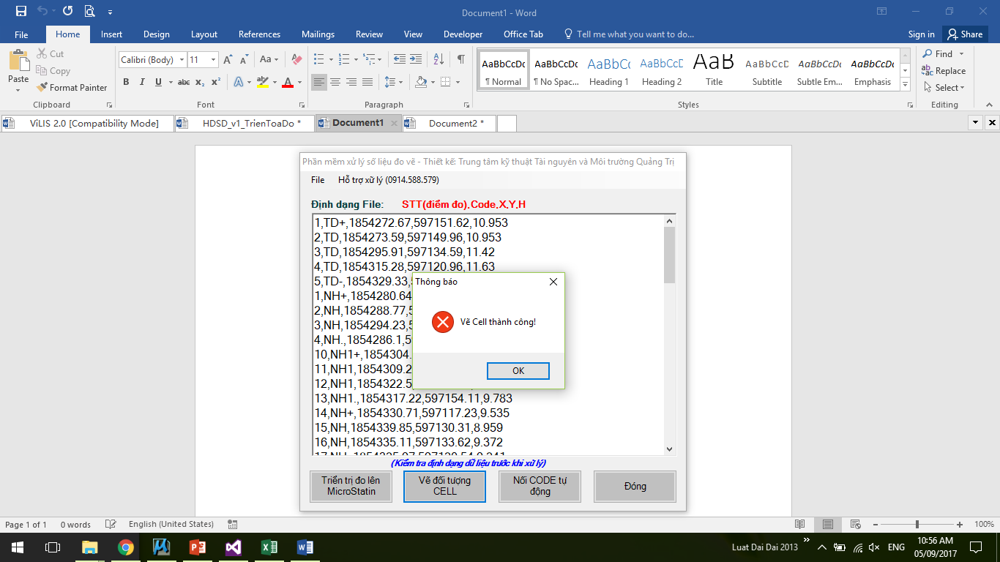 Document1 - Word
File Home Insert Design Layout References Mailings Review View Developer Office Tab Tell me what you want to do... Sign in Share
Paste
Cut
Copy
Format Painter
Clipboard
Calibri (Body) 11
Font
Paragraph
AaBbCcDc AaBbCcDc AaBbCc AaBbCcD AaB AaBbCcD AaBbCcDc AaBbCcDc
¶ Normal ¶ No Spac... Heading 1 Heading 2 Title Subtitle Subtle Em... Emphasis
Styles
Find
Replace
Select
Editing
ViLIS 2.0 [Compatibility Mode] HDSD_v1_TrienToaDo * Document1 Document2 *
Phần mềm xử lý số liệu đo vẽ - Thiết kế: Trung tâm kỹ thuật Tài nguyên và Môi trường Quảng Trị
File Hỗ trợ xử lý (0914.588.579)
Định dạng File: STT(điểm đo),Code,X,Y,H
1,TD+,1854272.67,597151.62,10.953
2,TD,1854273.59,597149.96,10.953
3,TD,1854295.91,597134.59,11.42
4,TD,1854315.28,597120.96,11.63
5,TD-,1854329.33,
1,NH+,1854280.64
2,NH,1854288.77,
3,NH,1854294.23,
4,NH.,1854286.1,
10,NH1+,1854304.
11,NH1,1854309.2
12,NH1,1854322.5
13,NH1.,1854317.22,597154.11,9.783
14,NH+,1854330.71,597117.23,9.535
15,NH,1854339.85,597130.31,8.959
16,NH,1854335.11,597133.62,9.372
Thông báo
Vẽ Cell thành công!
OK
(Kiểm tra định dạng dữ liệu trước khi xử lý)
Triển trị đo lên MicroStatin
Vẽ đối tượng CELL
Nối CODE tự động
Đóng
Page 1 of 1 0 words English (United States) 100%
Luat Dai Dai 2013 ENG 10:56 AM
05/09/2017